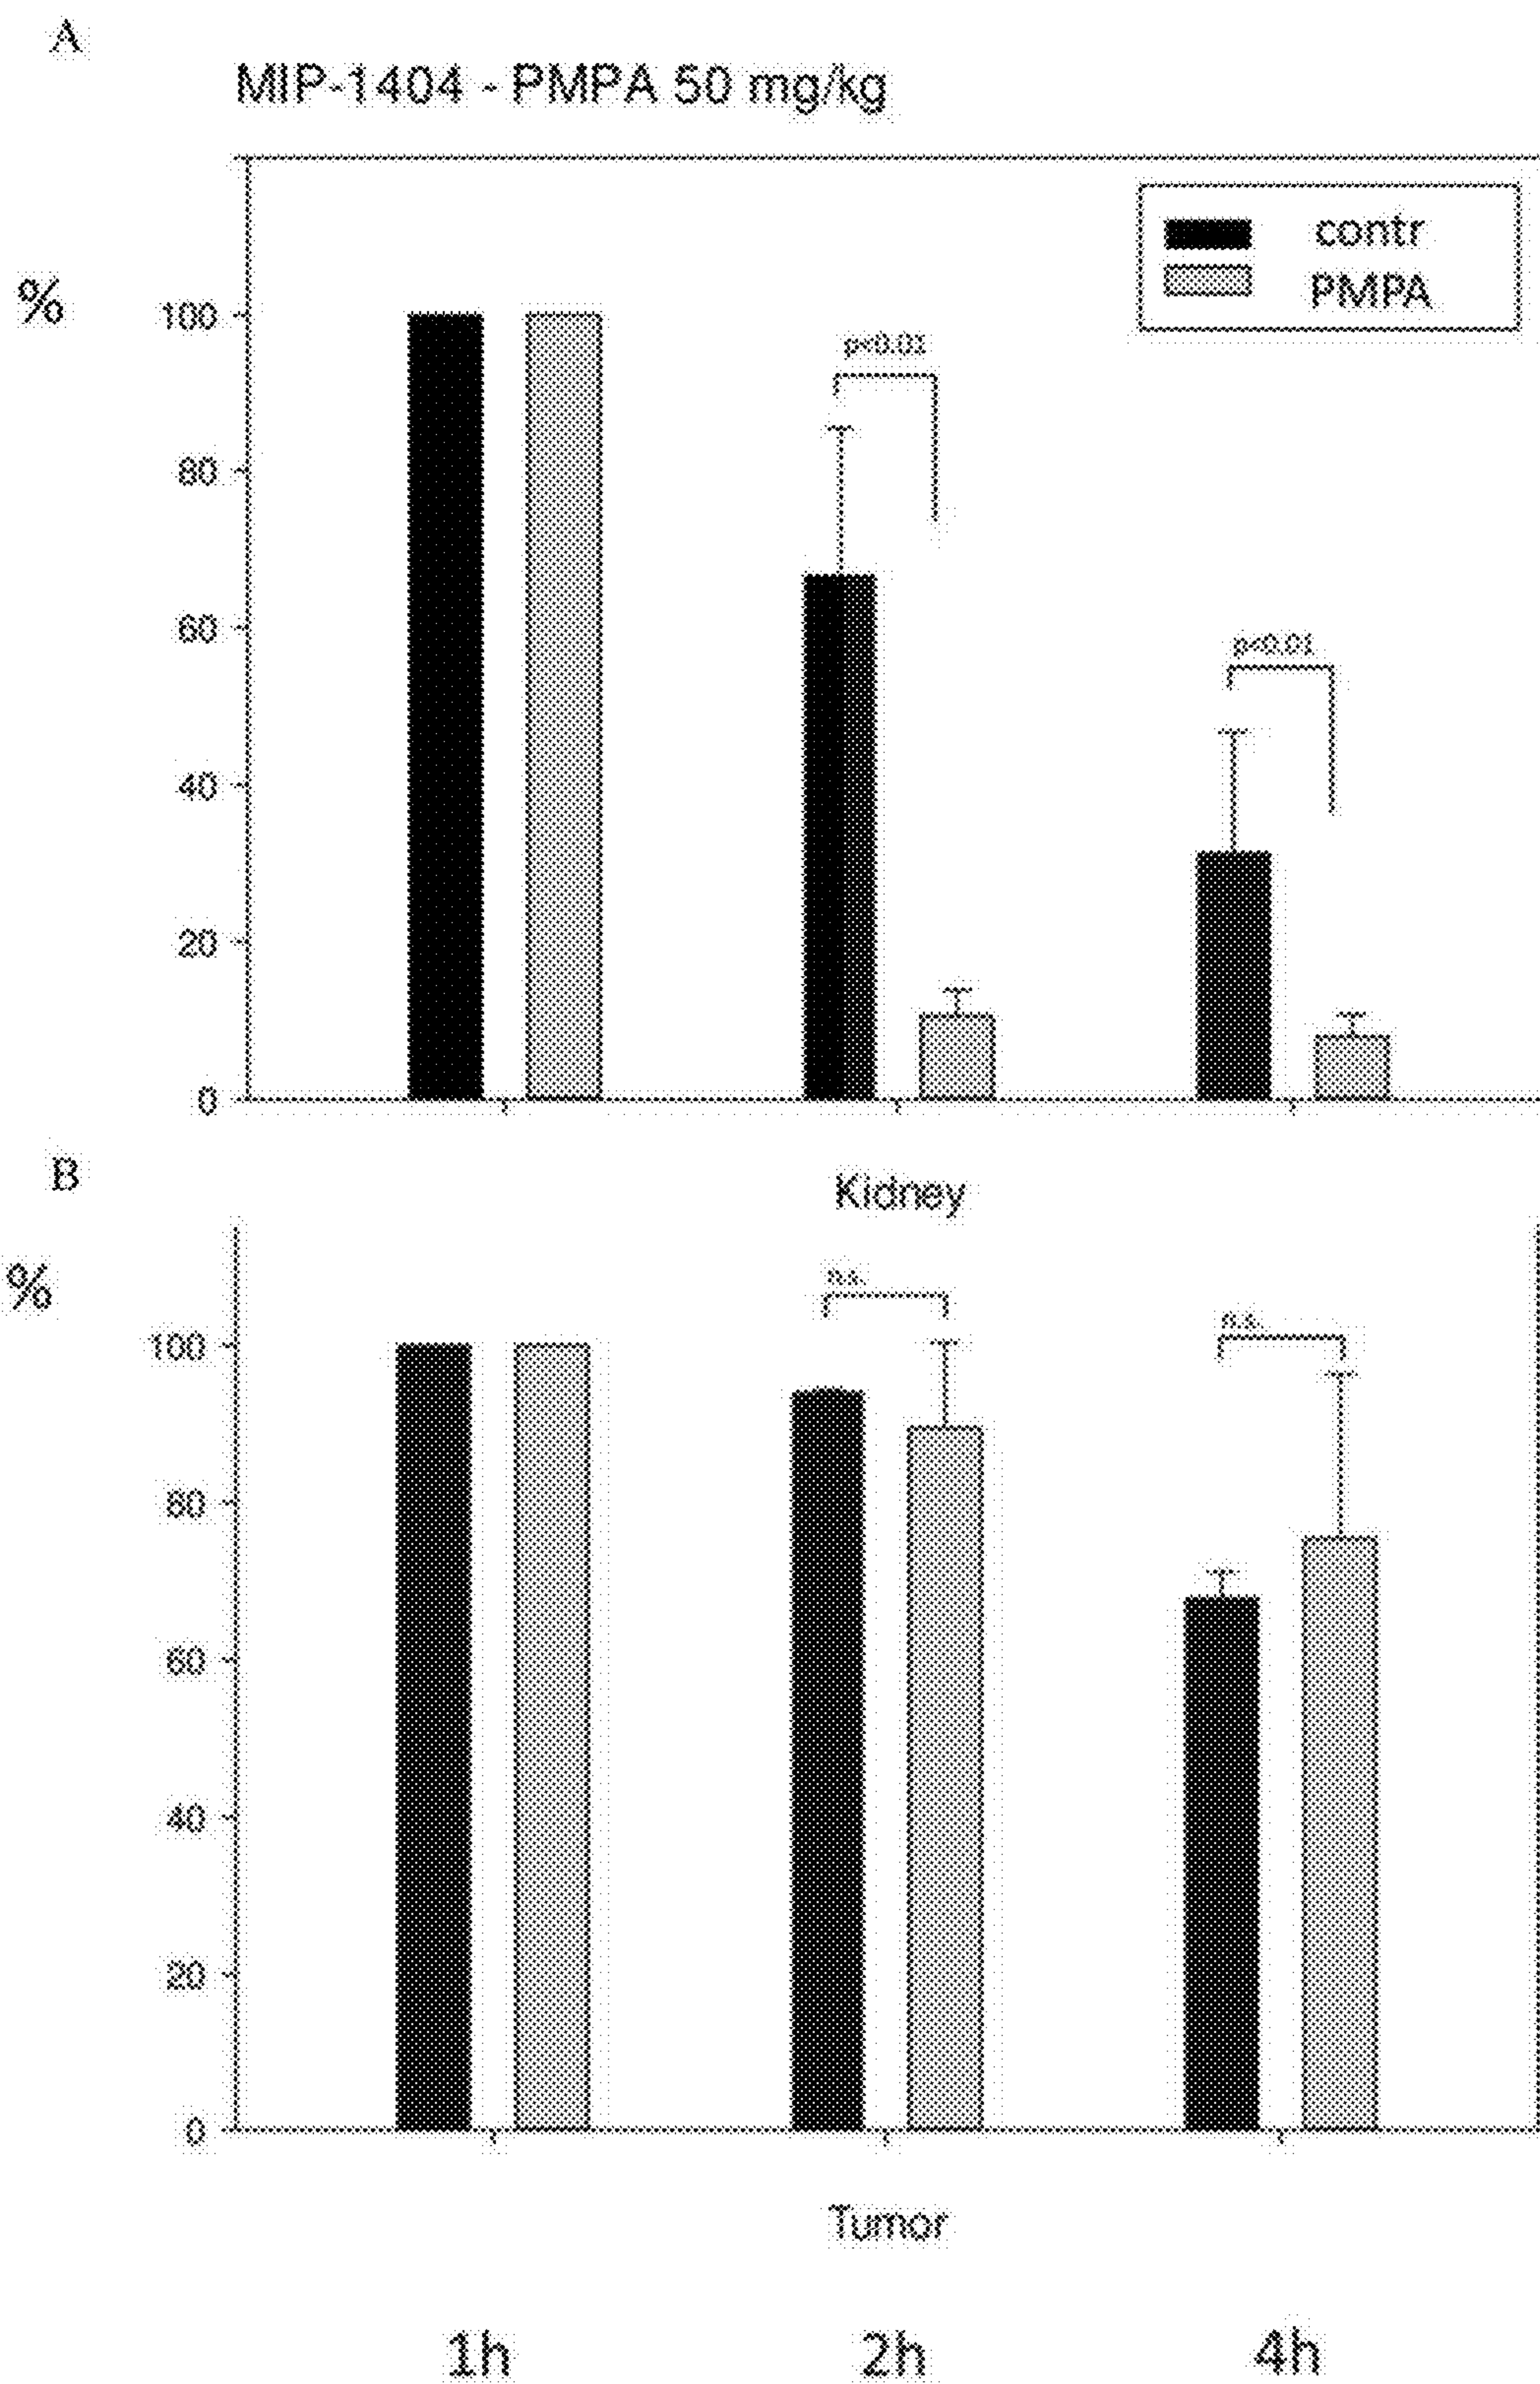 A
MIP-1404 - PMPA 50 mg/kg
contr
PMPA
%
100
p<0.01
80
60
p<0.01
40
20
0
B
Kidney
%
n.s.
n.s.
100
80
60
40
20
0
Tumor
1h 2h 4h